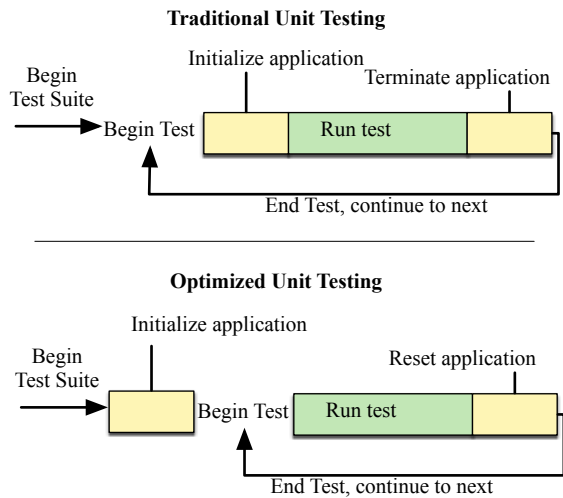 Traditional Unit Testing
Initialize application
Begin
Test Suite
Terminate application
Begin Test
Run test
End Test, continue to next
Optimized Unit Testing
Initialize application
Begin
Test Suite
Reset application
Begin Test
Run test
End Test, continue to next